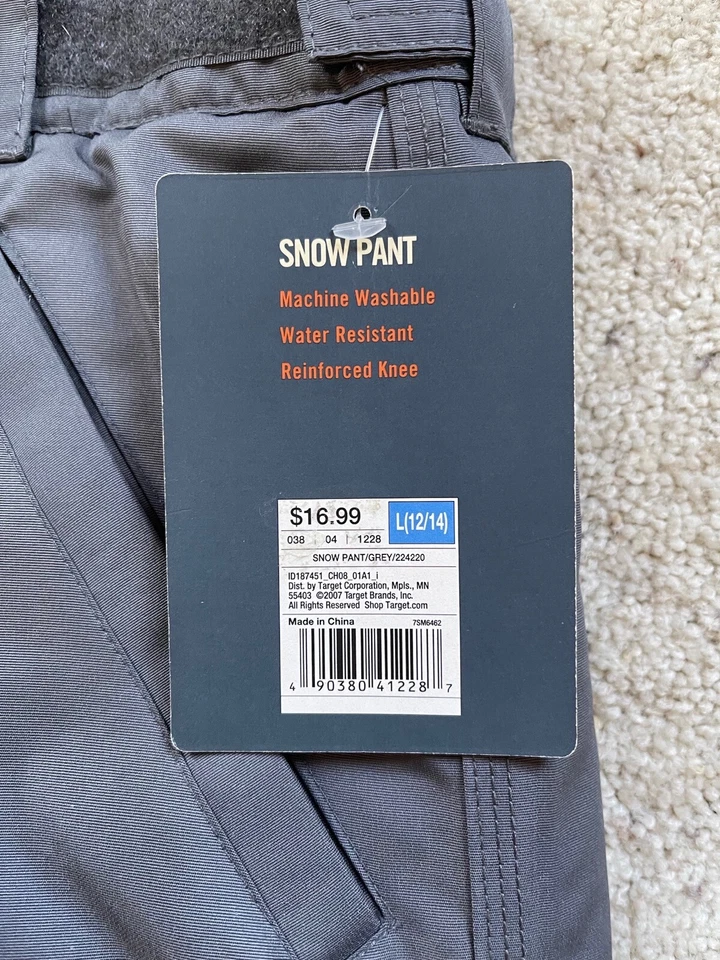 SNOW PANT
Machine Washable
Water Resistant
Reinforced Knee
$16.99 L(12/14)
038 04 | 1228
SNOW PANT/GREY/224220
ID187451_CH08_01A1_i
Dist. by Target Corporation, Mpls., MN
55403 ©2007 Target Brands, Inc.
All Rights Reserved Shop Target.com
Made in China 7SM6462
4 90380 41228 7